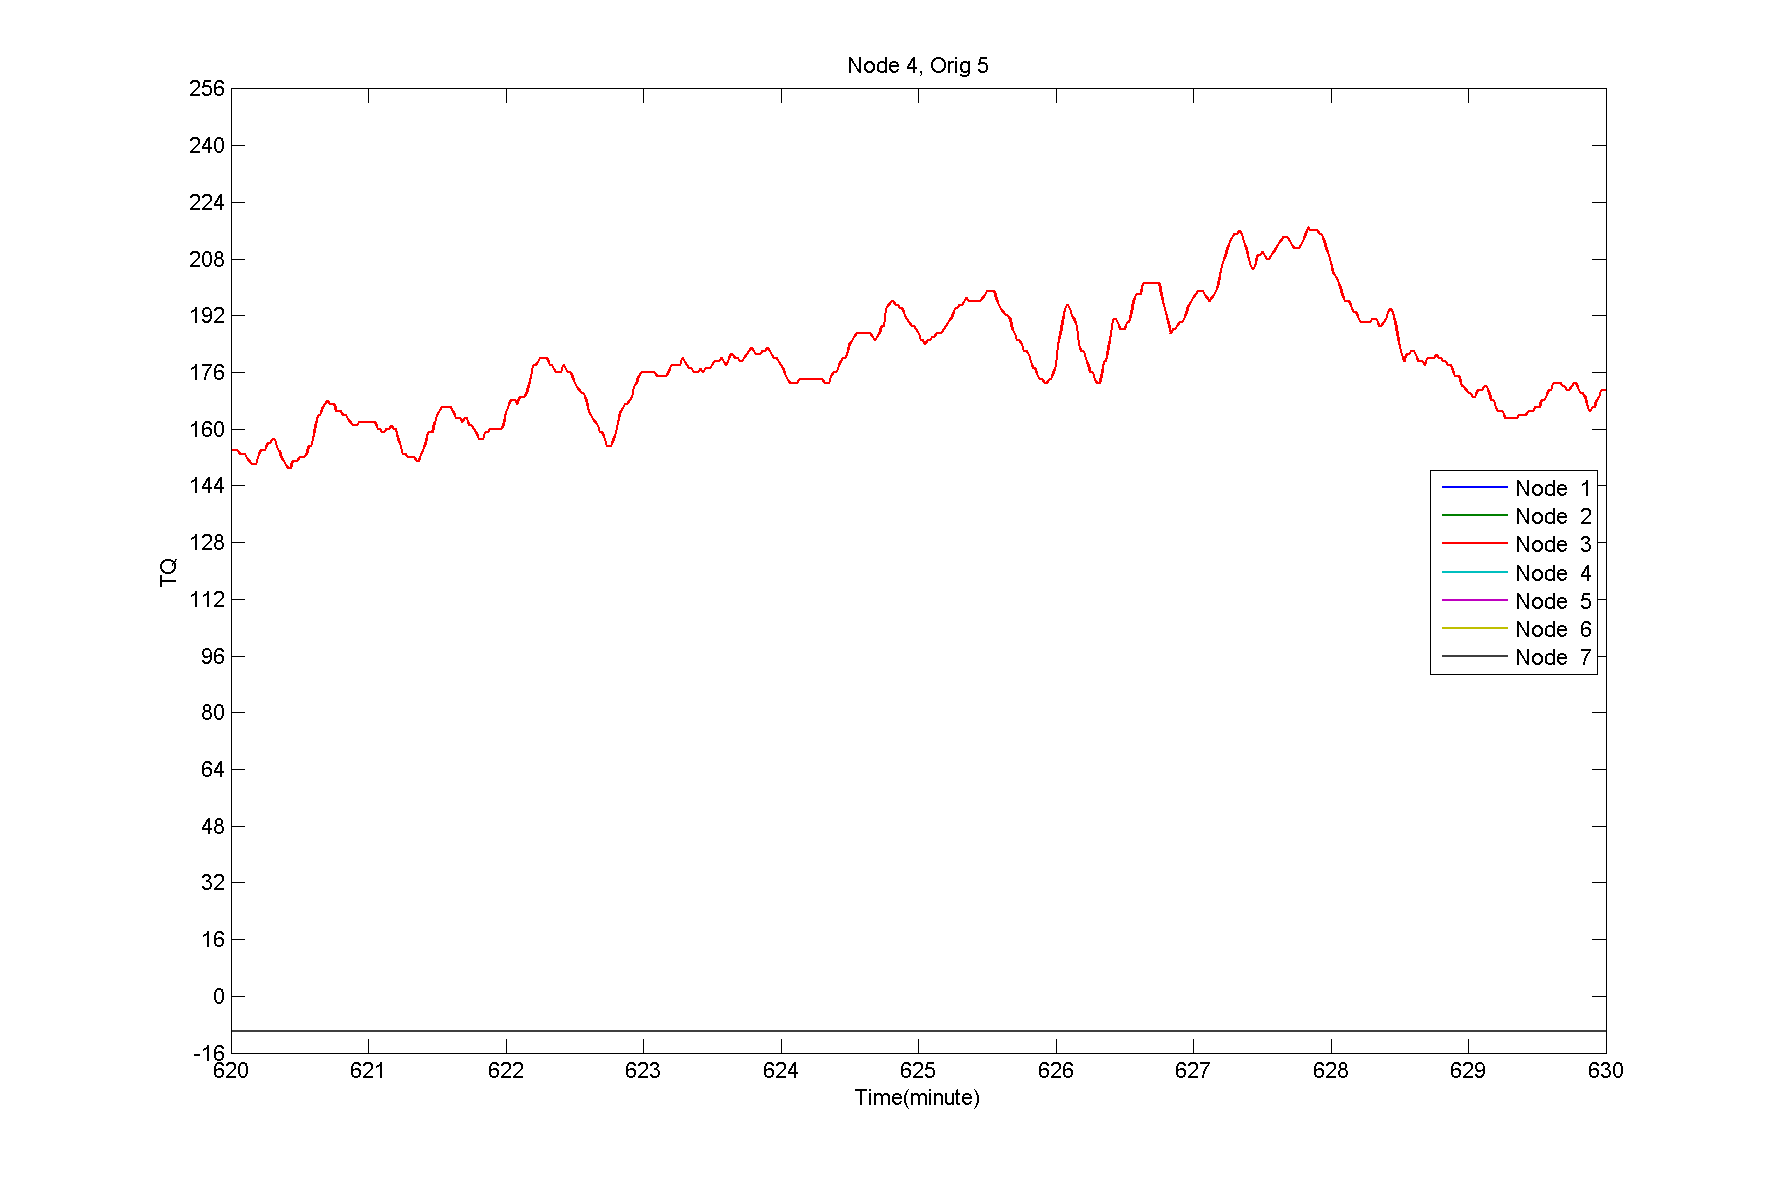 Node 4, Orig 5
256
240
224
208
192
176
160
144
128
112
96
80
64
48
32
16
0
-16
TQ
Node 1
Node 2
Node 3
Node 4
Node 5
Node 6
Node 7
620 621 622 623 624 625 626 627 628 629 630
Time(minute)